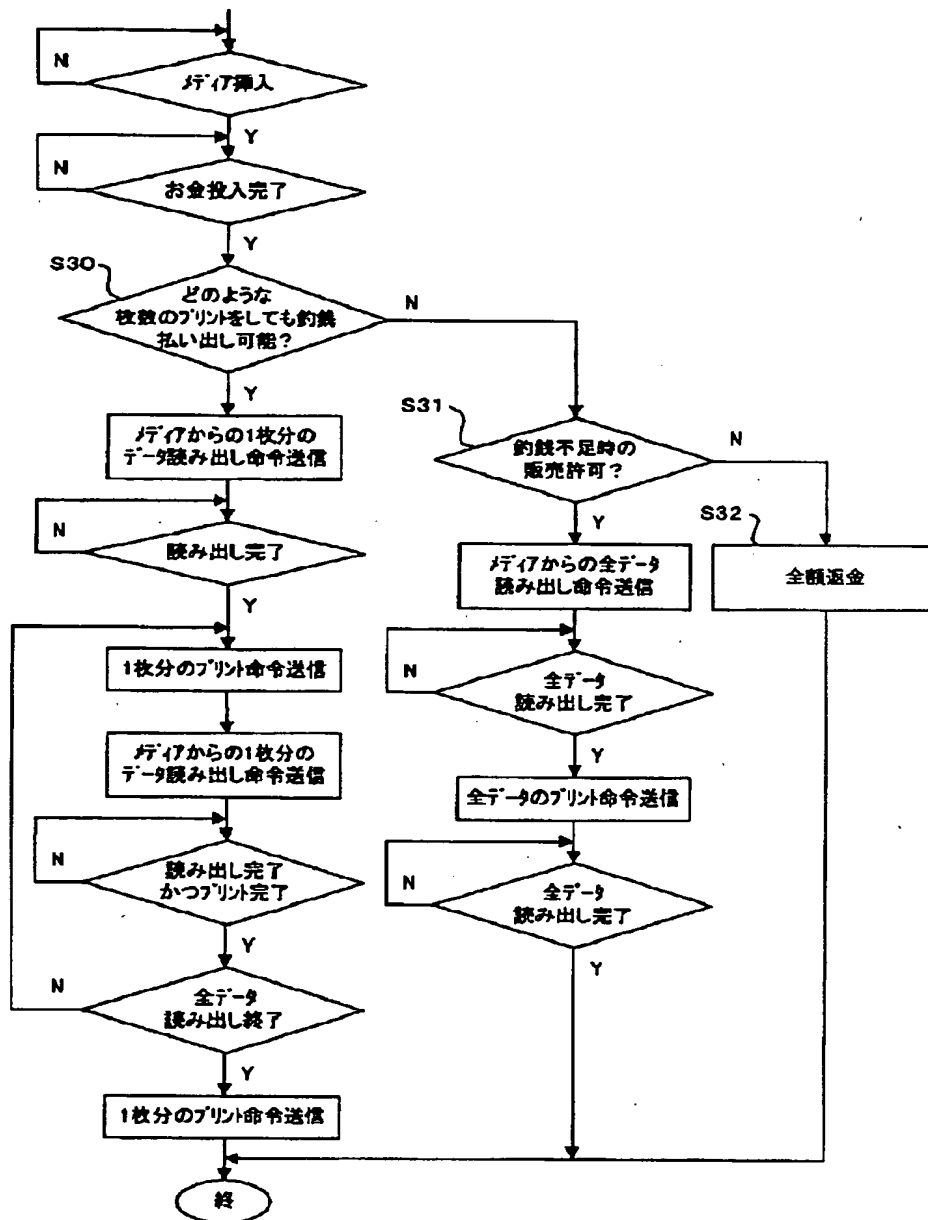 N
メディア挿入
Y
N
お金投入完了
Y
S30
どのような
枚数のプリントをしても釣銭
払い出し可能?
N
Y
メディアからの1枚分の
データ読み出し命令送信
N
読み出し完了
Y
1枚分のプリント命令送信
メディアからの1枚分の
データ読み出し命令送信
N
読み出し完了
かつプリント完了
Y
N
全データ
読み出し終了
Y
1枚分のプリント命令送信
終
S31
釣銭不足時の
販売許可?
N
Y
メディアからの全データ
読み出し命令送信
N
全データ
読み出し完了
Y
全データのプリント命令送信
N
全データ
読み出し完了
Y
S32
全額返金